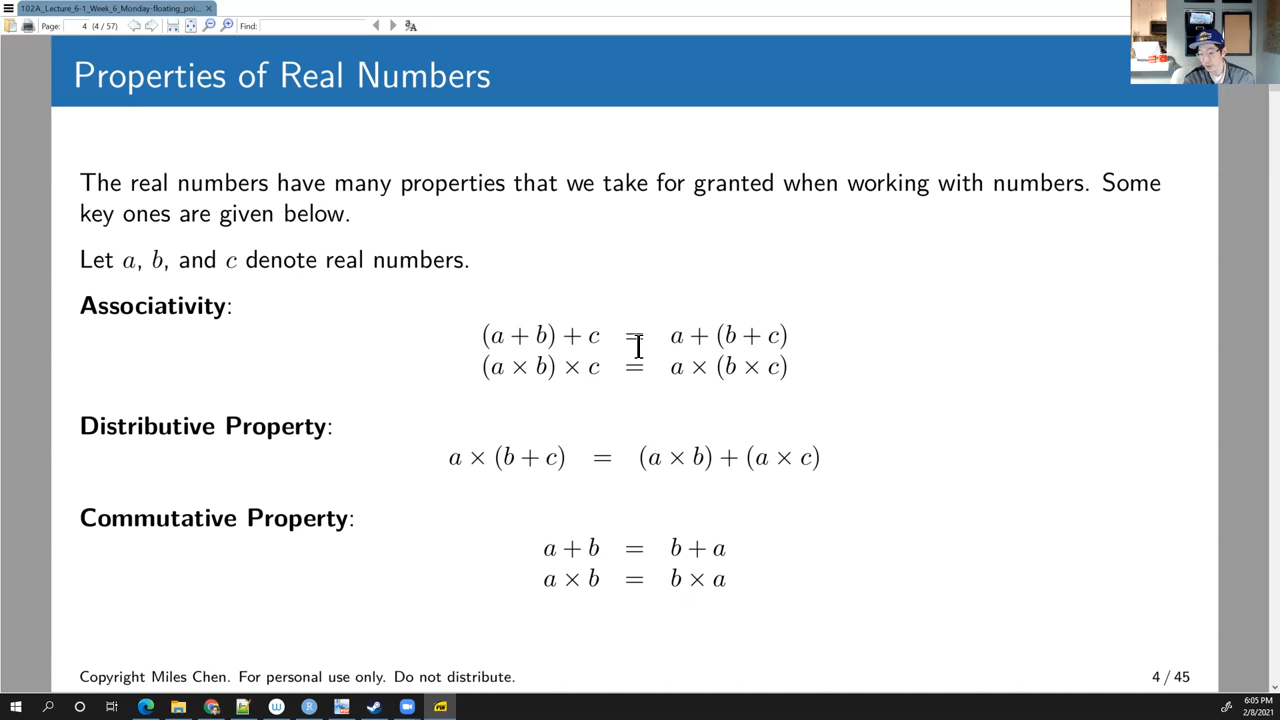 102A_Lecture_6-1_Week_6_Monday-floating_poi...
Page: 4 (4 / 57) Find:
Properties of Real Numbers
The real numbers have many properties that we take for granted when working with numbers. Some
key ones are given below.
Let a, b, and c denote real numbers.
Associativity:
(a + b) + c = a + (b + c)
(a × b) × c = a × (b × c)
Distributive Property:
a × (b + c) = (a × b) + (a × c)
Commutative Property:
a + b = b + a
a × b = b × a
Copyright Miles Chen. For personal use only. Do not distribute. 4 / 45
6:05 PM
2/8/2021